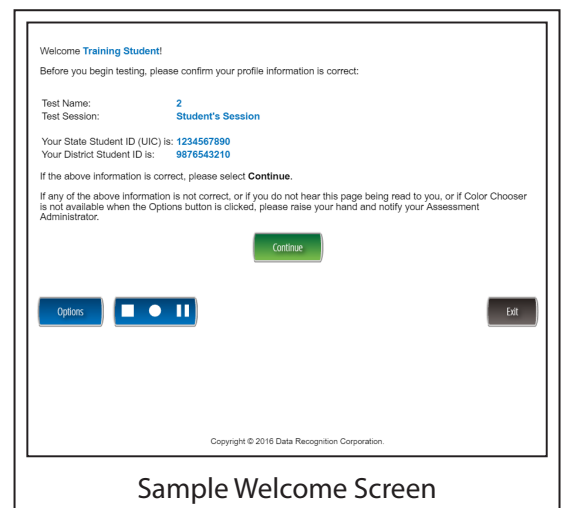 Welcome Training Student!
Before you begin testing, please confirm your profile information is correct:
Test Name: 2
Test Session: Student's Session
Your State Student ID (UIC) is: 1234567890
Your District Student ID is: 9876543210
If the above information is correct, please select Continue.
If any of the above information is not correct, or if you do not hear this page being read to you, or if Color Chooser
is not available when the Options button is clicked, please raise your hand and notify your Assessment
Administrator.
Continue
Options Exit
Copyright © 2016 Data Recognition Corporation.
Sample Welcome Screen